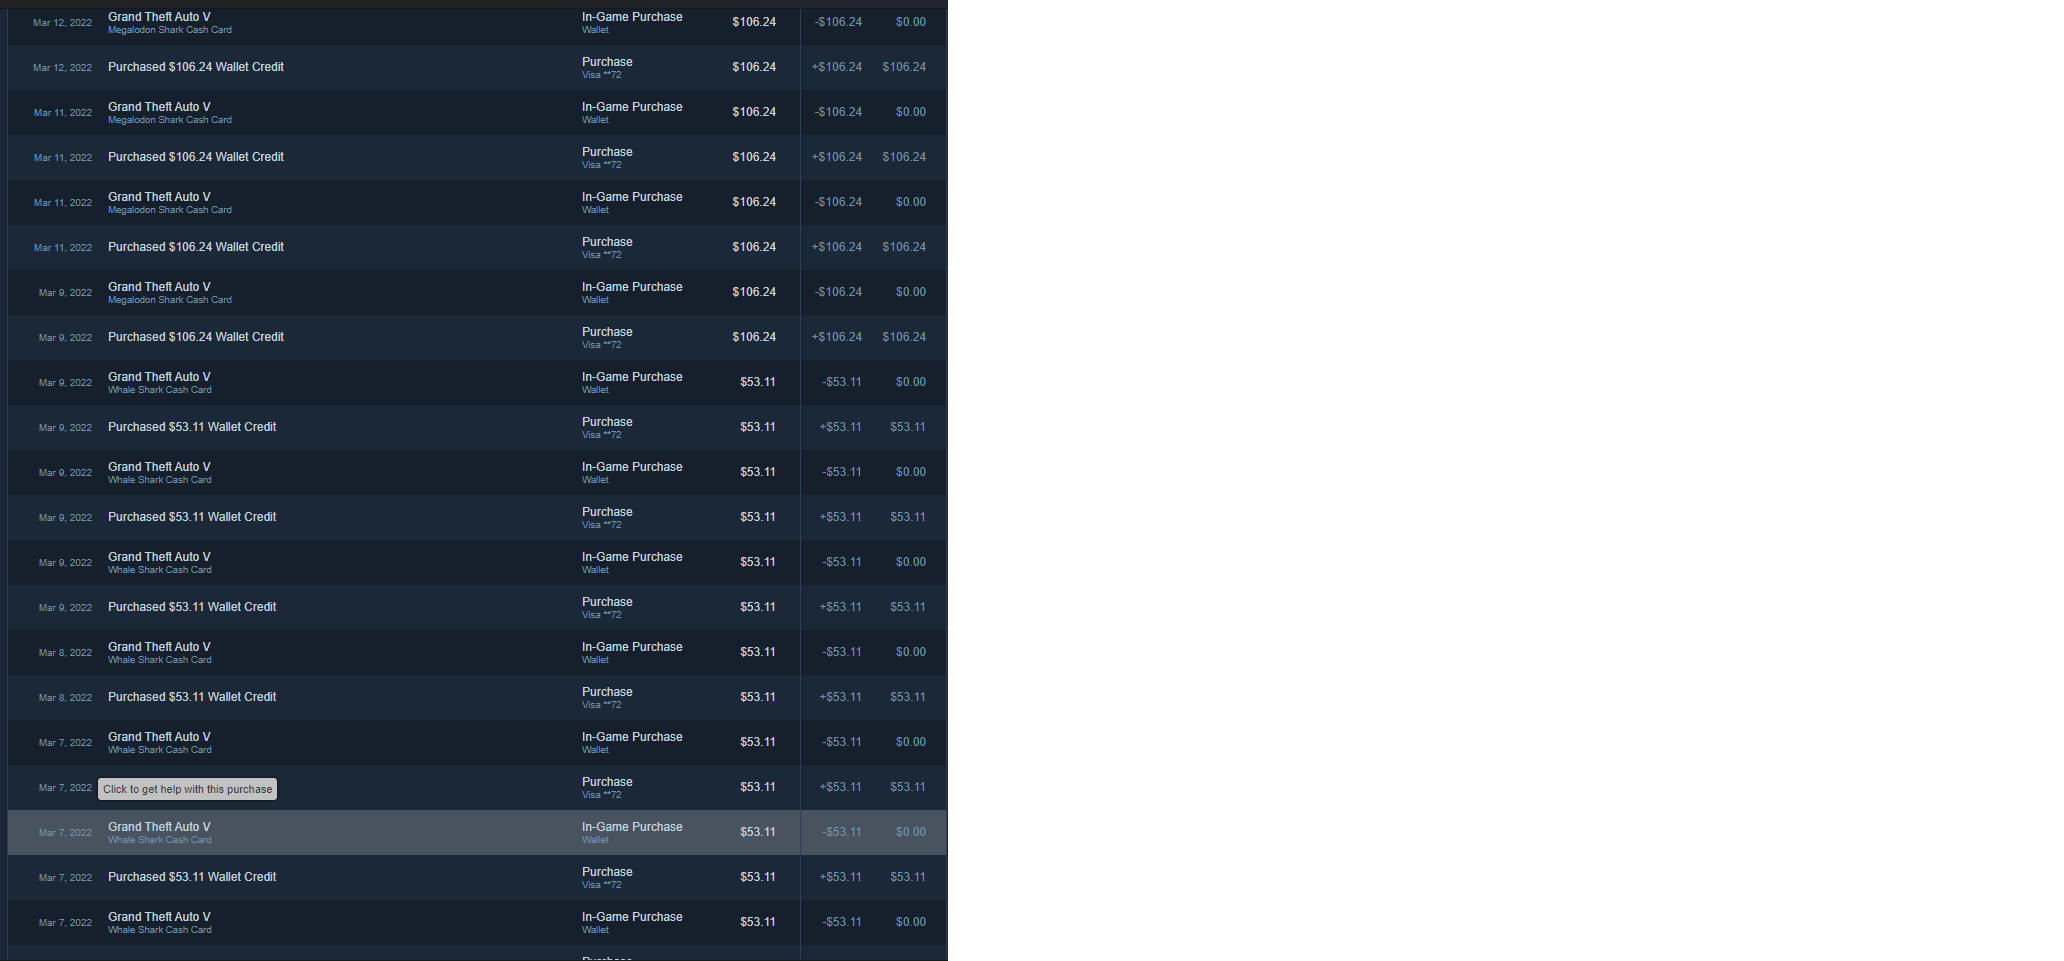 Mar 12, 2022 Grand Theft Auto V In-Game Purchase $106.24 -$106.24 $0.00
Megalodon Shark Cash Card Wallet
Mar 12, 2022 Purchased $106.24 Wallet Credit Purchase $106.24 +$106.24 $106.24
Visa **72
Mar 11, 2022 Grand Theft Auto V In-Game Purchase $106.24 -$106.24 $0.00
Megalodon Shark Cash Card Wallet
Mar 11, 2022 Purchased $106.24 Wallet Credit Purchase $106.24 +$106.24 $106.24
Visa **72
Mar 11, 2022 Grand Theft Auto V In-Game Purchase $106.24 -$106.24 $0.00
Megalodon Shark Cash Card Wallet
Mar 11, 2022 Purchased $106.24 Wallet Credit Purchase $106.24 +$106.24 $106.24
Visa **72
Mar 9, 2022 Grand Theft Auto V In-Game Purchase $106.24 -$106.24 $0.00
Megalodon Shark Cash Card Wallet
Mar 9, 2022 Purchased $106.24 Wallet Credit Purchase $106.24 +$106.24 $106.24
Visa **72
Mar 9, 2022 Grand Theft Auto V In-Game Purchase $53.11 -$53.11 $0.00
Whale Shark Cash Card Wallet
Mar 9, 2022 Purchased $53.11 Wallet Credit Purchase $53.11 +$53.11 $53.11
Visa **72
Mar 9, 2022 Grand Theft Auto V In-Game Purchase $53.11 -$53.11 $0.00
Whale Shark Cash Card Wallet
Mar 9, 2022 Purchased $53.11 Wallet Credit Purchase $53.11 +$53.11 $53.11
Visa **72
Mar 9, 2022 Grand Theft Auto V In-Game Purchase $53.11 -$53.11 $0.00
Whale Shark Cash Card Wallet
Mar 9, 2022 Purchased $53.11 Wallet Credit Purchase $53.11 +$53.11 $53.11
Visa **72
Mar 8, 2022 Grand Theft Auto V In-Game Purchase $53.11 -$53.11 $0.00
Whale Shark Cash Card Wallet
Mar 8, 2022 Purchased $53.11 Wallet Credit Purchase $53.11 +$53.11 $53.11
Visa **72
Mar 7, 2022 Grand Theft Auto V In-Game Purchase $53.11 -$53.11 $0.00
Whale Shark Cash Card Wallet
Mar 7, 2022 Click to get help with this purchase Purchase $53.11 +$53.11 $53.11
Visa **72
Mar 7, 2022 Grand Theft Auto V In-Game Purchase $53.11 -$53.11 $0.00
Whale Shark Cash Card Wallet
Mar 7, 2022 Purchased $53.11 Wallet Credit Purchase $53.11 +$53.11 $53.11
Visa **72
Mar 7, 2022 Grand Theft Auto V In-Game Purchase $53.11 -$53.11 $0.00
Whale Shark Cash Card Wallet